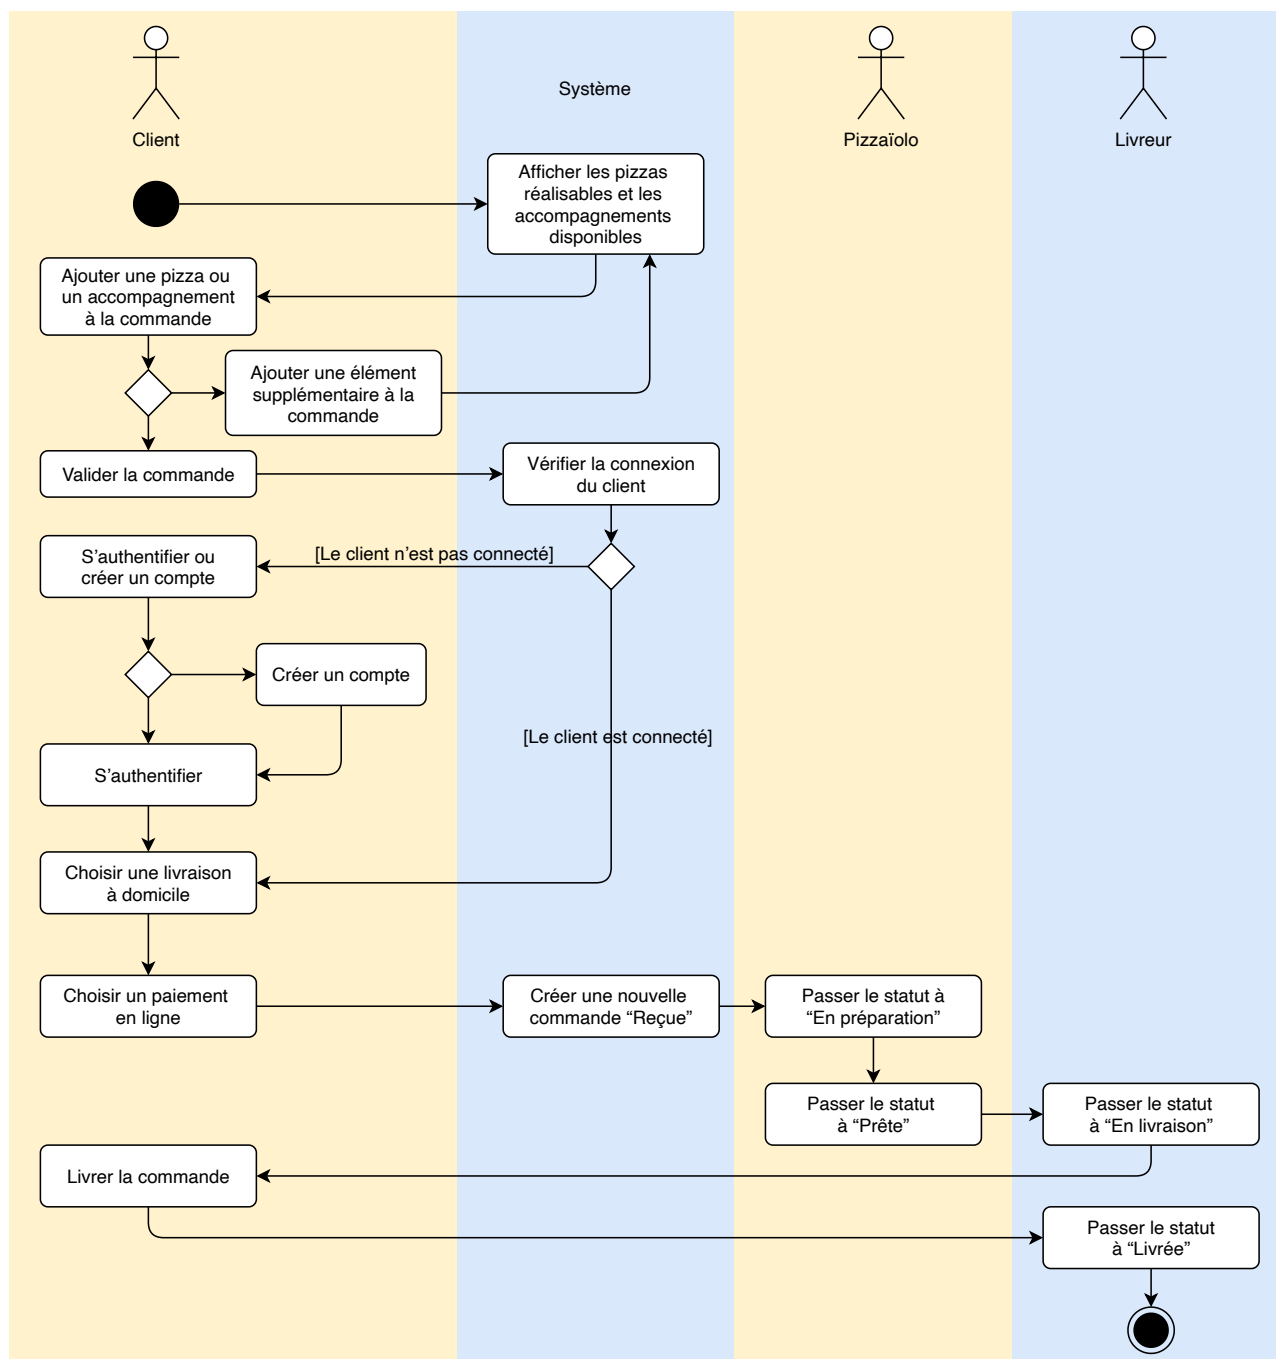 Système
Client
Pizzaïolo
Livreur
Afficher les pizzas
réalisables et les
accompagnements
disponibles
Ajouter une pizza ou
un accompagnement
à la commande
Ajouter une élément
supplémentaire à la
commande
Valider la commande
Vérifier la connexion
du client
[Le client n'est pas connecté]
S'authentifier ou
créer un compte
Créer un compte
[Le client est connecté]
S'authentifier
Choisir une livraison
à domicile
Choisir un paiement
en ligne
Créer une nouvelle
commande “Reçue”
Passer le statut à
“En préparation”
Passer le statut
à “Prête”
Passer le statut
à “En livraison”
Livrer la commande
Passer le statut
à “Livrée”